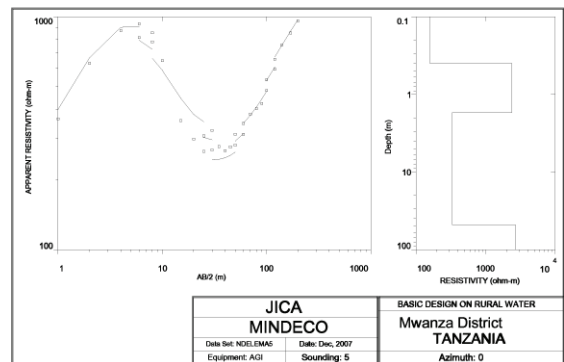 1000
100
APPARENT RESISTIVITY (ohm-m)
1 10 100 1000
AB/2 (m)
0.1
1
10
100
Depth (m)
100 1000 10 4
RESISTIVITY (ohm-m)
JICA
MINDECO
Data Set: NDELEMA5 Date: Dec, 2007
Equipment: AGI Sounding: 5
BASIC DESIGN ON RURAL WATER
Mwanza District
TANZANIA
Azimuth: 0